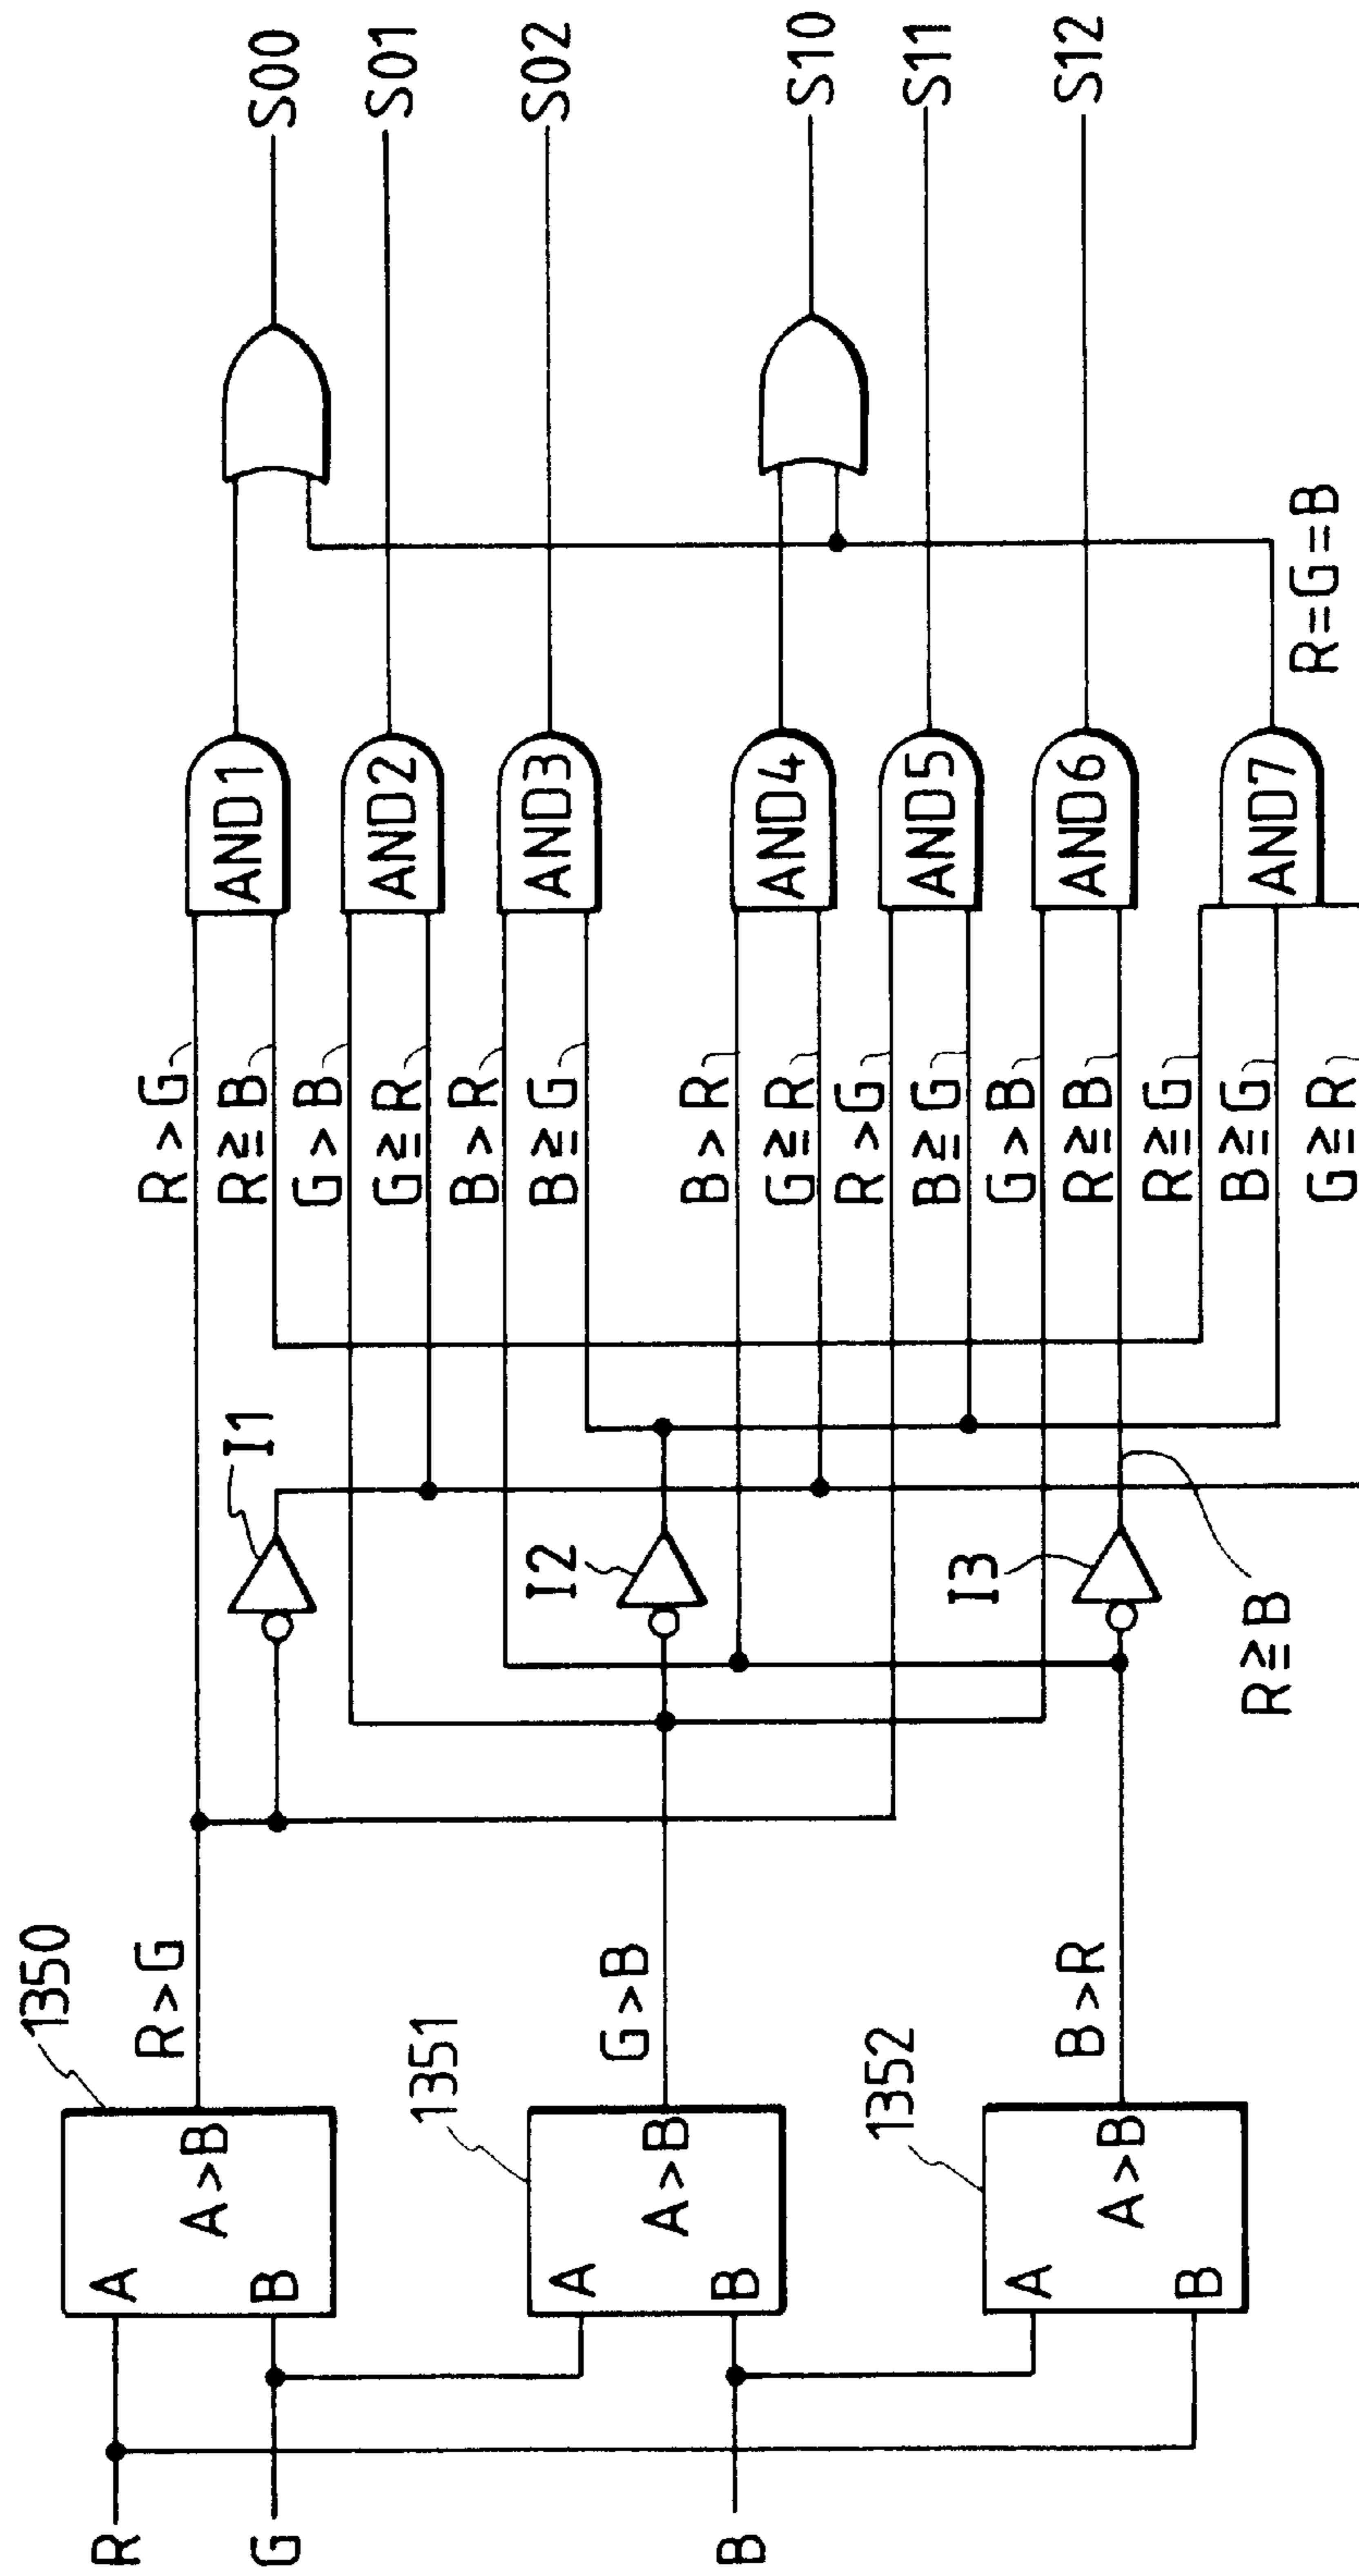 R
G
B
1350
A
B
A>B
R>G
1351
A
B
A>B
G>B
1352
A
B
A>B
B>R
I1
I2
I3
R≧B
R>G
R≧B
G>B
G≧R
B>R
B≧G
B>R
G≧R
R>G
B≧G
G>B
R≧B
R≧G
B≧G
G≧R
AND1
AND2
AND3
AND4
AND5
AND6
AND7
R=G=B
S00
S01
S02
S10
S11
S12